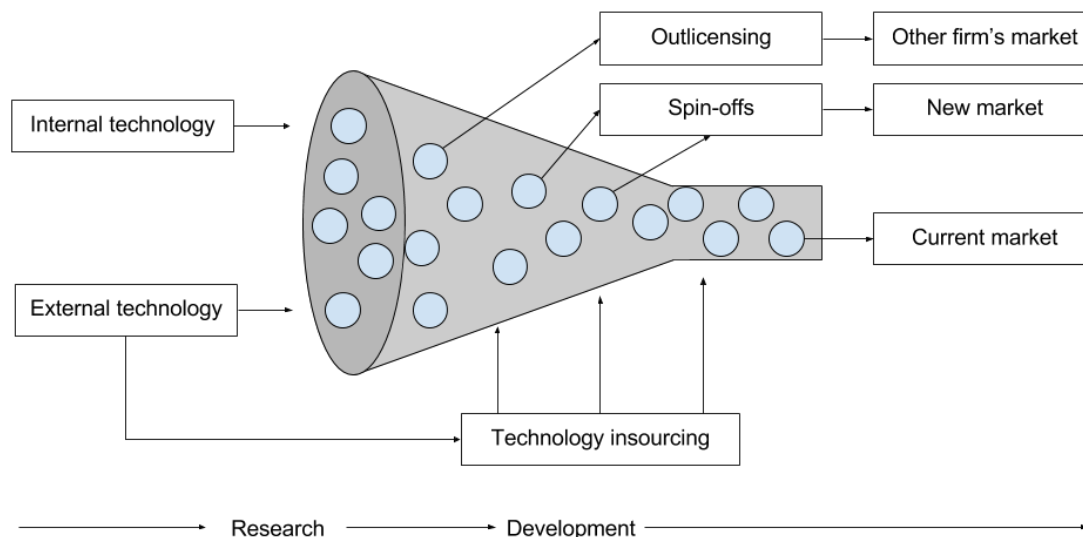 Outlicensing
Other firm's market
Internal technology
Spin-offs
New market
Current market
External technology
Technology insourcing
Research
Development